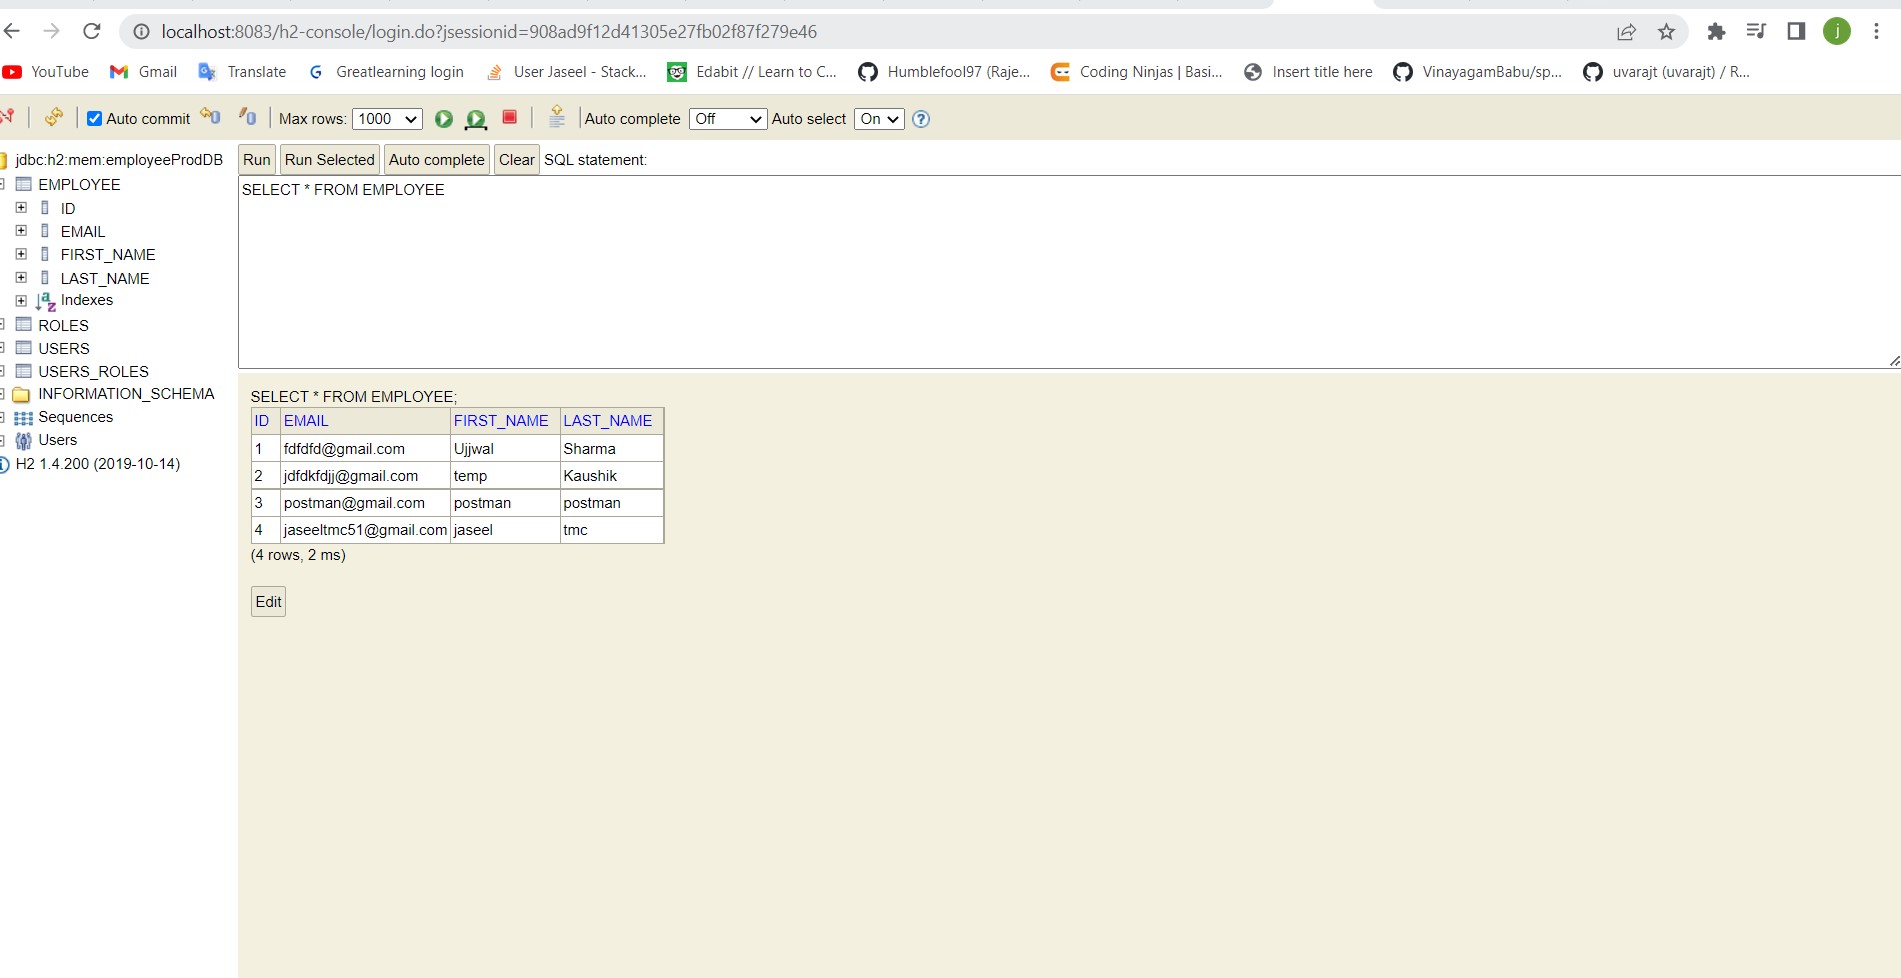 localhost:8083/h2-console/login.do?jsessionid=908ad9f12d41305e27fb02f87f279e46
j
YouTube Gmail Translate Greatlearning login User Jaseel - Stack... Edabit // Learn to C... Humblefool97 (Raje... Coding Ninjas | Basi... Insert title here VinayagamBabu/sp... uvarajt (uvarajt) / R...
Auto commit Max rows: 1000 Auto complete Off Auto select On
jdbc:h2:mem:employeeProdDB
EMPLOYEE
ID
EMAIL
FIRST_NAME
LAST_NAME
Indexes
ROLES
USERS
USERS_ROLES
INFORMATION_SCHEMA
Sequences
Users
H2 1.4.200 (2019-10-14)
Run Run Selected Auto complete Clear SQL statement:
SELECT * FROM EMPLOYEE
SELECT * FROM EMPLOYEE;
ID EMAIL FIRST_NAME LAST_NAME
1 fdfdfd@gmail.com Ujjwal Sharma
2 jdfdkfdjj@gmail.com temp Kaushik
3 postman@gmail.com postman postman
4 jaseeltmc51@gmail.com jaseel tmc
(4 rows, 2 ms)
Edit